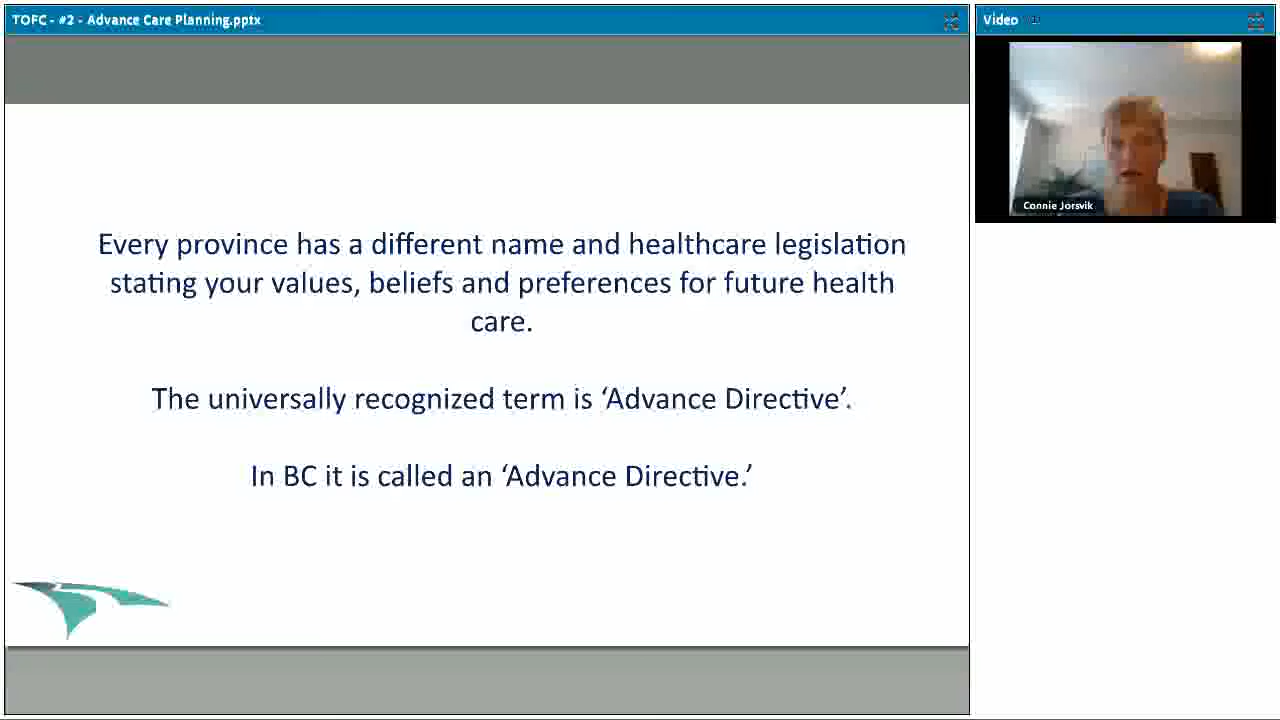 TOFC - #2 - Advance Care Planning.pptx
Video
Connie Jorsvik
Every province has a different name and healthcare legislation
stating your values, beliefs and preferences for future health
care.
The universally recognized term is ‘Advance Directive’.
In BC it is called an ‘Advance Directive.’